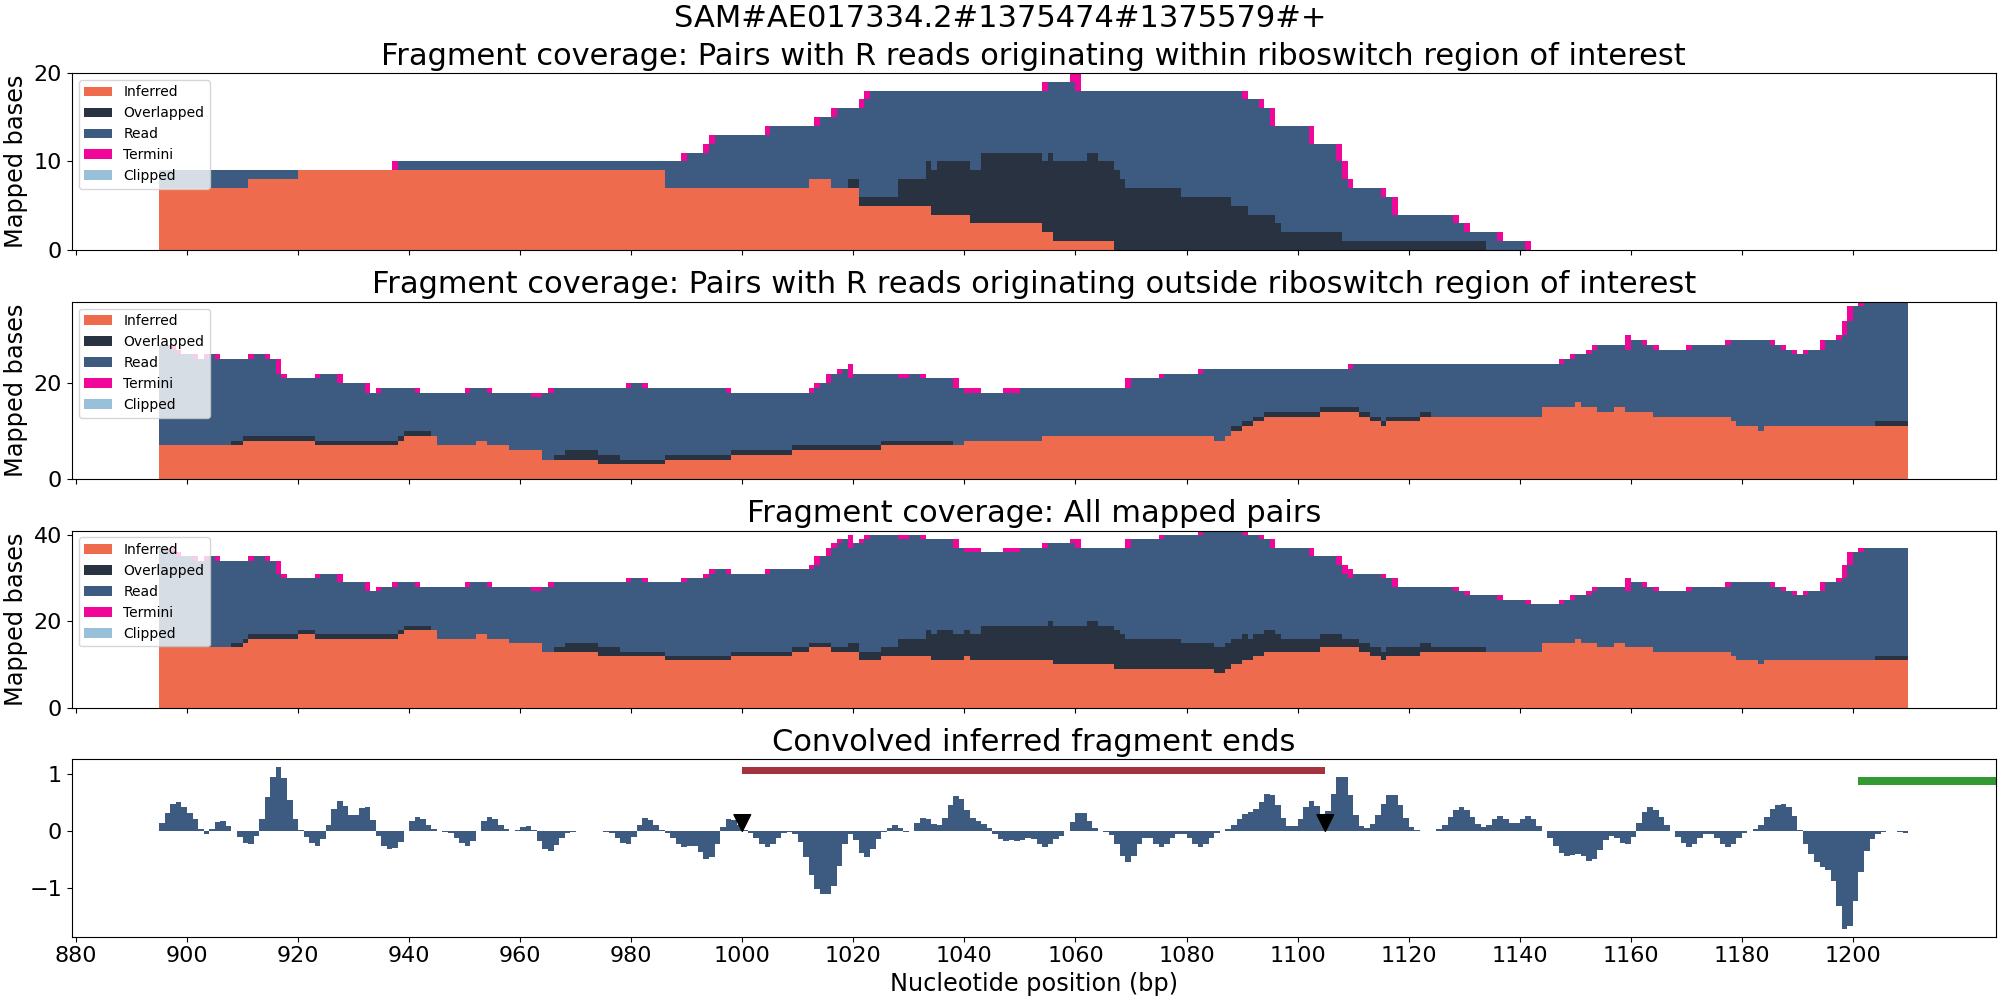 SAM#AE017334.2#1375474#1375579#+
Fragment coverage: Pairs with R reads originating within riboswitch region of interest
Mapped bases
20
10
0
Inferred
Overlapped
Read
Termini
Clipped
Fragment coverage: Pairs with R reads originating outside riboswitch region of interest
Mapped bases
20
0
Inferred
Overlapped
Read
Termini
Clipped
Fragment coverage: All mapped pairs
Mapped bases
40
20
0
Inferred
Overlapped
Read
Termini
Clipped
Convolved inferred fragment ends
1
0
−1
880 900 920 940 960 980 1000 1020 1040 1060 1080 1100 1120 1140 1160 1180 1200
Nucleotide position (bp)